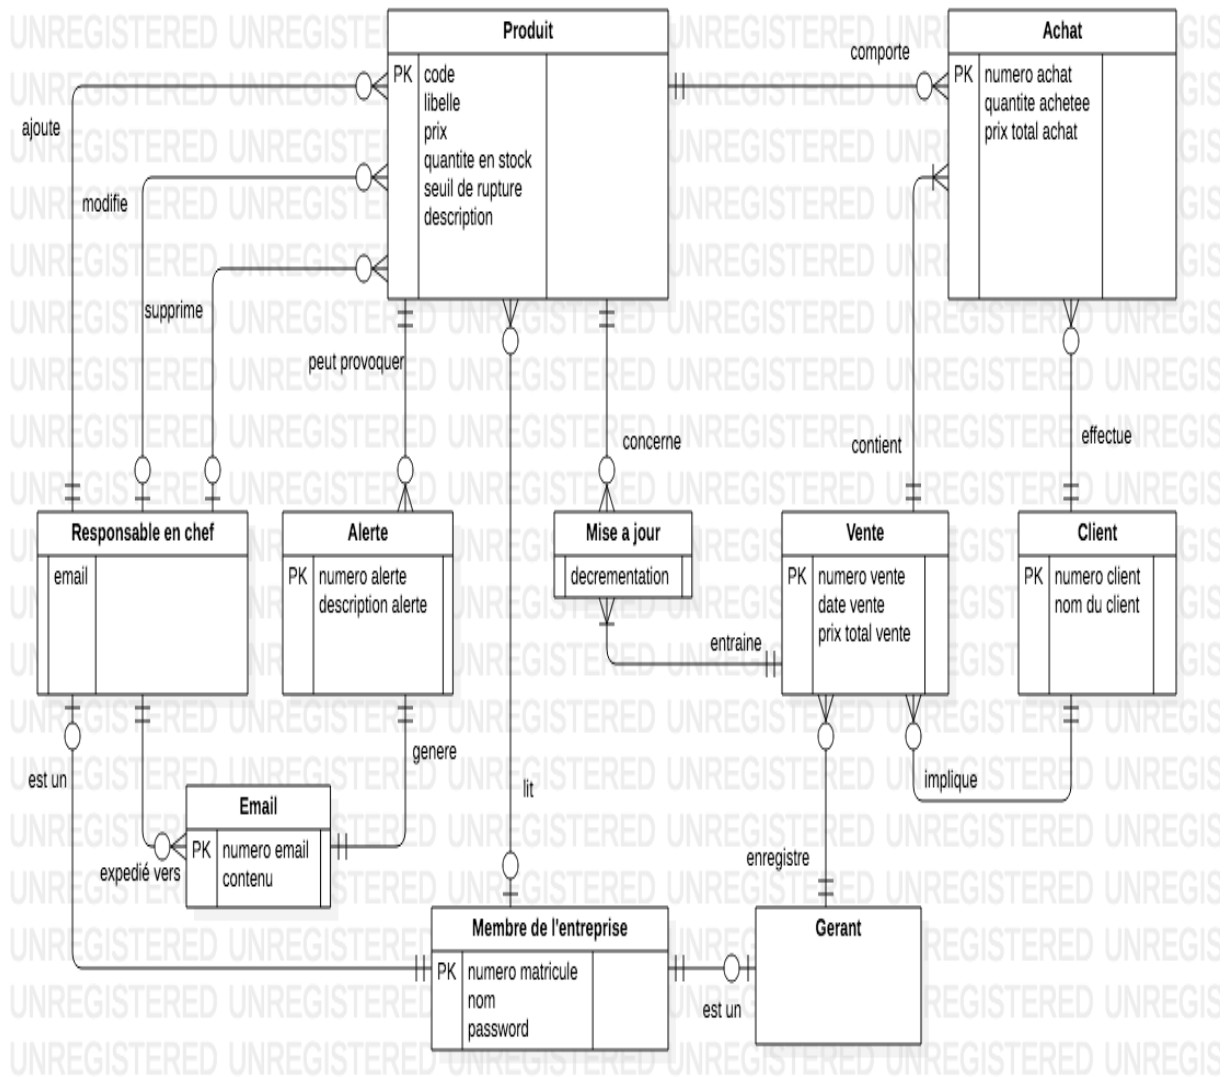 Produit
PK code
libelle
prix
quantite en stock
seuil de rupture
description
Achat
PK numero achat
quantite achetee
prix total achat
comporte
ajoute
modifie
supprime
peut provoquer
concerne
contient
effectue
Responsable en chef
email
Alerte
PK numero alerte
description alerte
Mise a jour
decrementation
Vente
PK numero vente
date vente
prix total vente
Client
PK numero client
nom du client
entraine
genere
est un
lit
implique
Email
PK numero email
contenu
expedié vers
enregistre
Membre de l'entreprise
PK numero matricule
nom
password
Gerant
est un
UNREGISTERED UNREGISTERED UNREGISTERED UNREGISTERED UNREGISTERED